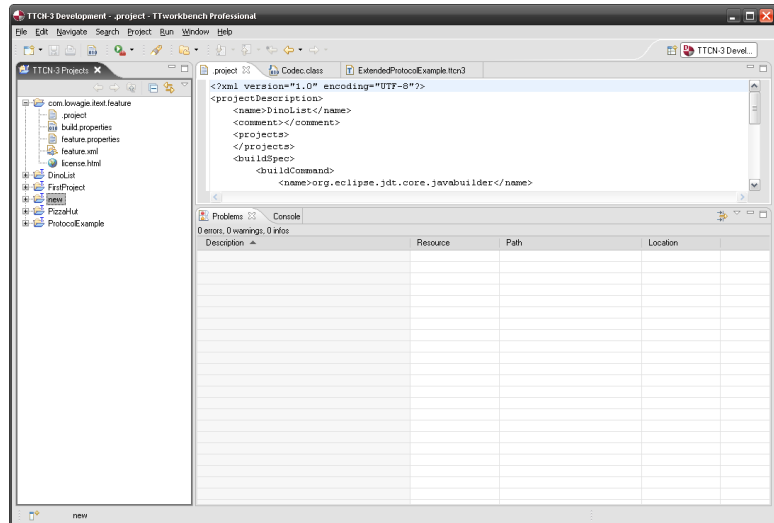 TTCN-3 Development - .project - TTworkbench Professional
File Edit Navigate Search Project Run Window Help
TTCN-3 Devel...
TTCN-3 Projects
com.lowagie.itext.feature
.project
build.properties
feature.properties
feature.xml
license.html
DinoList
FirstProject
new
PizzaHut
ProtocolExample
.project Codec.class ExtendedProtocolExample.ttcn3
<?xml version="1.0" encoding="UTF-8"?>
<projectDescription>
<name>DinoList</name>
<comment></comment>
<projects>
</projects>
<buildSpec>
<buildCommand>
<name>org.eclipse.jdt.core.javabuilder</name>
Problems Console
0 errors, 0 warnings, 0 infos
Description Resource Path Location
new